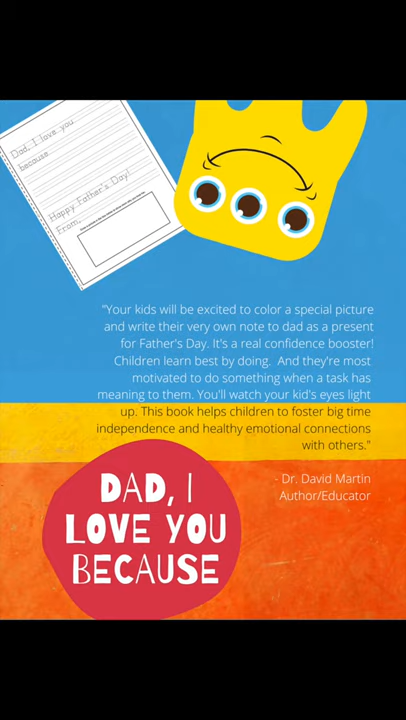 Dad, I love you
because
Happy Father's Day!
From,
"Your kids will be excited to color a special picture
and write their very own note to dad as a present
for Father's Day. It's a real confidence booster!
Children learn best by doing.  And they're most
motivated to do something when a task has
meaning to them. You'll watch your kid's eyes light
up. This book helps children to foster big time
independence and healthy emotional connections
with others."
- Dr. David Martin
Author/Educator
DAD, I
LOVE YOU
BECAUSE